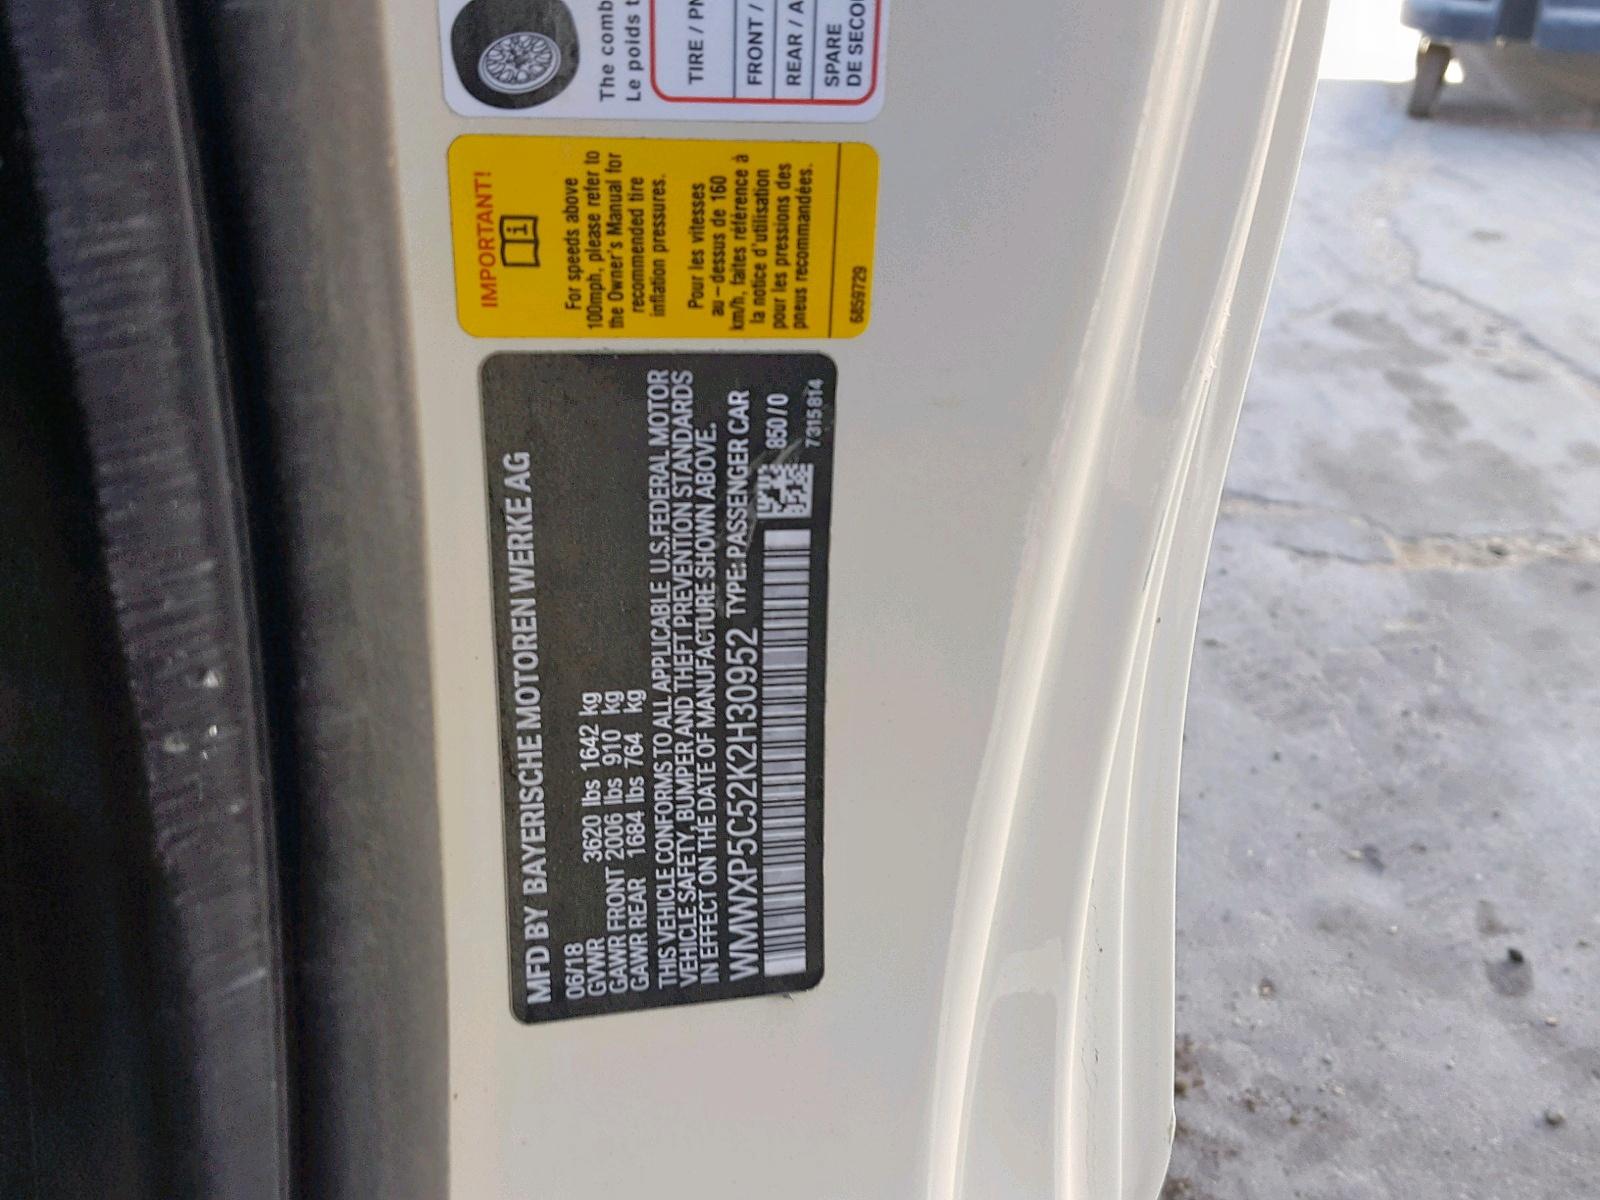 The comb
Le poids t
TIRE / PN
FRONT /
REAR / A
SPARE
DE SECO
IMPORTANT!
i
For speeds above
100mph, please refer to
the Owner's Manual for
recommended tire
inflation pressures.
Pour les vitesses
au-dessus de 160
km/h, faites référence à
la notice d'utilisation
pour les pressions des
pneus recommandées.
6859729
MFD BY BAYERISCHE MOTOREN WERKE AG
06/18
GVWR 3620 lbs 1642 kg
GAWR FRONT 2006 lbs 910 kg
GAWR REAR 1684 lbs 764 kg
THIS VEHICLE CONFORMS TO ALL APPLICABLE U.S.FEDERAL MOTOR
VEHICLE SAFETY, BUMPER AND THEFT PREVENTION STANDARDS
IN EFFECT ON THE DATE OF MANUFACTURE SHOWN ABOVE.
WMWXP5C52K2H30952 TYPE: PASSENGER CAR
850/0
7315814